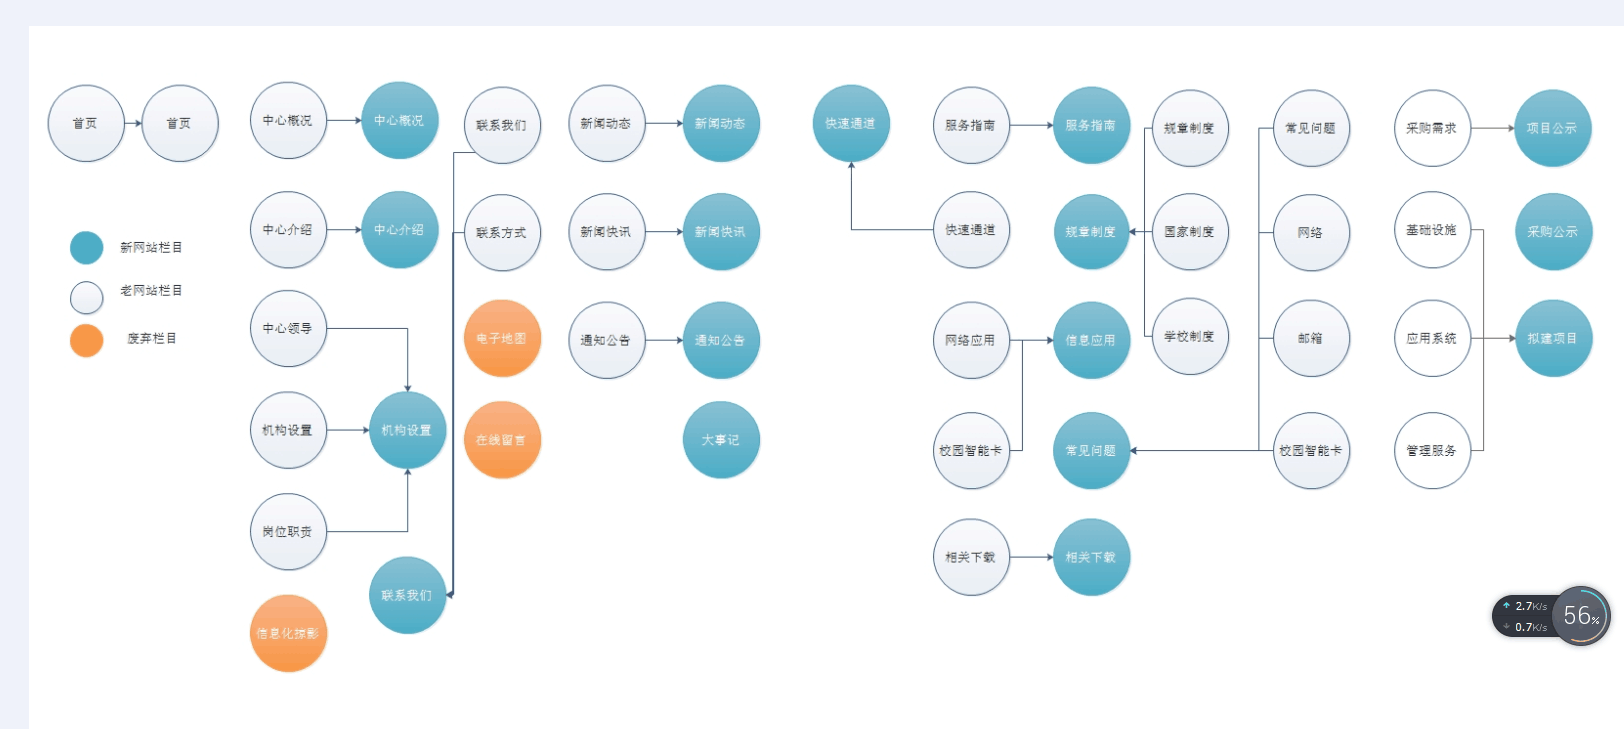 首页
首页
新网站栏目
老网站栏目
废弃栏目
中心概况
中心概况
中心介绍
中心介绍
中心领导
机构设置
机构设置
岗位职责
联系我们
信息化掠影
联系我们
联系方式
电子地图
在线留言
新闻动态
新闻动态
新闻快讯
新闻快讯
通知公告
通知公告
大事记
快速通道
服务指南
服务指南
快速通道
规章制度
网络应用
信息应用
校园智能卡
常见问题
相关下载
相关下载
规章制度
国家制度
学校制度
常见问题
网络
邮箱
校园智能卡
采购需求
项目公示
基础设施
采购公示
应用系统
拟建项目
管理服务
2.7K/s
0.7K/s
56%